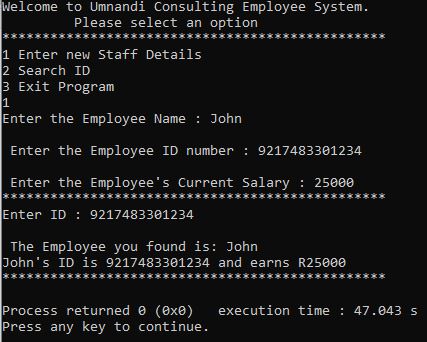 Welcome to Umnandi Consulting Employee System.
Please select an option
************************************************
1 Enter new Staff Details
2 Search ID
3 Exit Program
1
Enter the Employee Name : John
Enter the Employee ID number : 9217483301234
Enter the Employee's Current Salary : 25000
************************************************
Enter ID : 9217483301234
The Employee you found is: John
John's ID is 9217483301234 and earns R25000
************************************************
Process returned 0 (0x0)   execution time : 47.043 s
Press any key to continue.